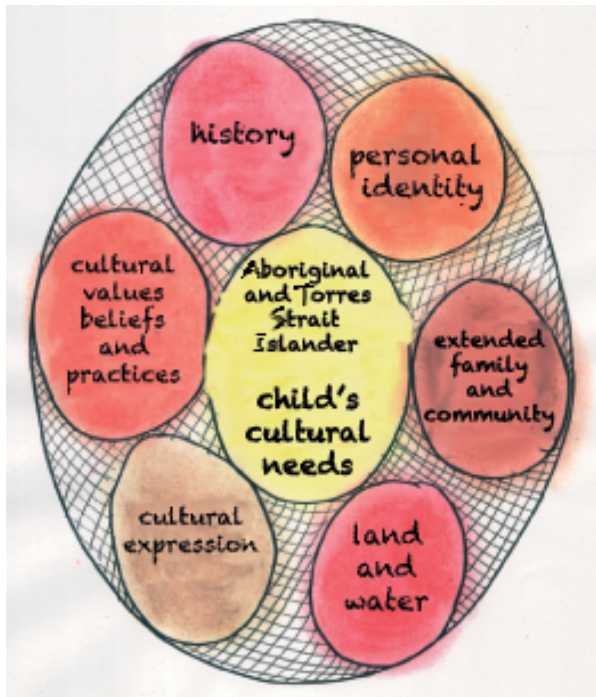 history
personal
identity
cultural
values
beliefs
and
practices
Aboriginal
and Torres
Strait
Islander
child's
cultural
needs
extended
family
and
community
cultural
expression
land
and
water